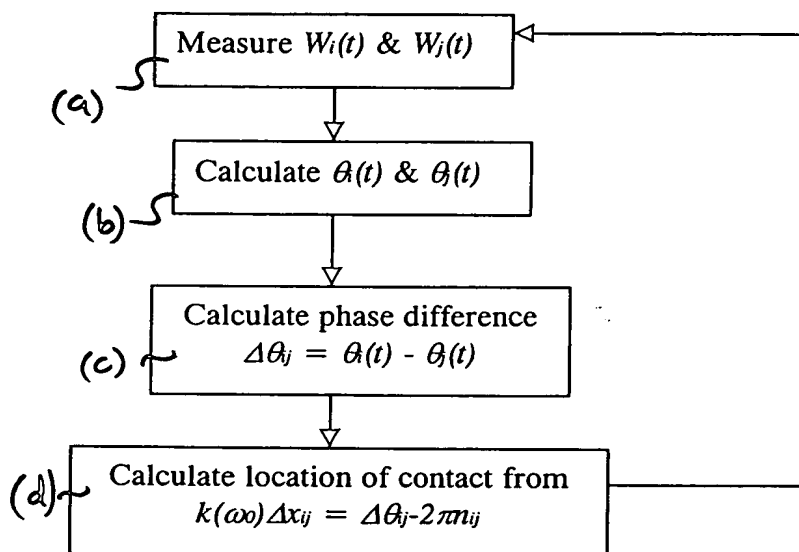 Measure Wi(t) & Wj(t)
(a)
Calculate θi(t) & θj(t)
(b)
Calculate phase difference
Δθij = θi(t) - θj(t)
(c)
Calculate location of contact from
k(ω0)Δxij = Δθij-2πnij
(d)